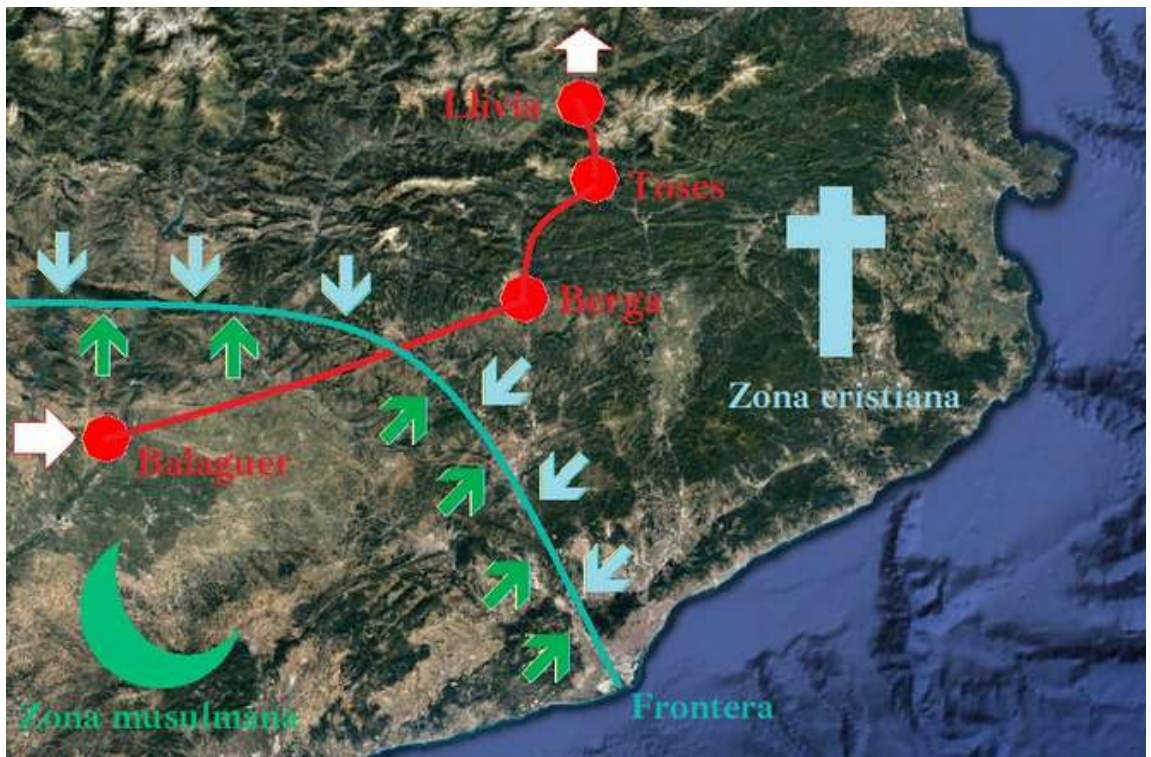 Llívia
Toses
Berga
Zona cristiana
Balaguer
Frontera
Zona musulmana